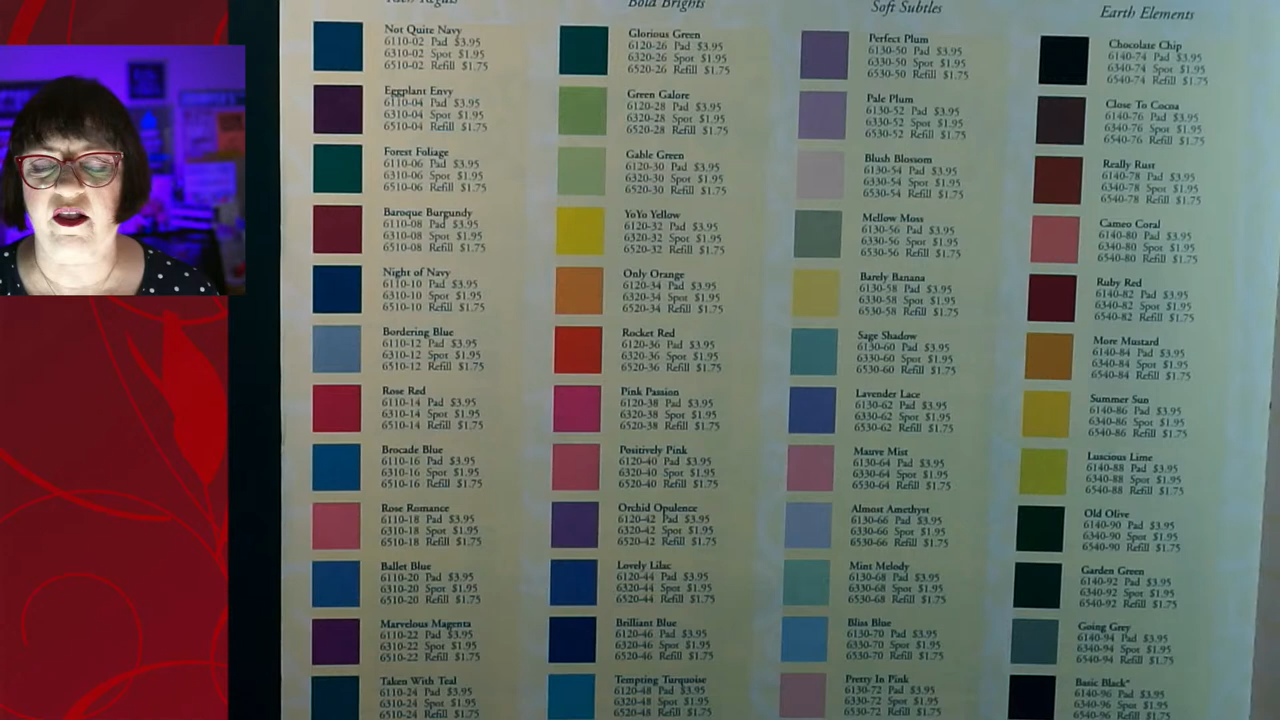 Bold Brights
Soft Subtles
Earth Elements
Not Quite Navy
6110-02 Pad $3.95
6310-02 Spot $1.95
6510-02 Refill $1.75
Eggplant Envy
6110-04 Pad $3.95
6310-04 Spot $1.95
6510-04 Refill $1.75
Forest Foliage
6110-06 Pad $3.95
6310-06 Spot $1.95
6510-06 Refill $1.75
Baroque Burgundy
6110-08 Pad $3.95
6310-08 Spot $1.95
6510-08 Refill $1.75
Night of Navy
6110-10 Pad $3.95
6310-10 Spot $1.95
6510-10 Refill $1.75
Bordering Blue
6110-12 Pad $3.95
6310-12 Spot $1.95
6510-12 Refill $1.75
Rose Red
6110-14 Pad $3.95
6310-14 Spot $1.95
6510-14 Refill $1.75
Brocade Blue
6110-16 Pad $3.95
6310-16 Spot $1.95
6510-16 Refill $1.75
Rose Romance
6110-18 Pad $3.95
6310-18 Spot $1.95
6510-18 Refill $1.75
Ballet Blue
6110-20 Pad $3.95
6310-20 Spot $1.95
6510-20 Refill $1.75
Marvelous Magenta
6110-22 Pad $3.95
6310-22 Spot $1.95
6510-22 Refill $1.75
Taken With Teal
6110-24 Pad $3.95
6310-24 Spot $1.95
6510-24 Refill $1.75
Glorious Green
6120-26 Pad $3.95
6320-26 Spot $1.95
6520-26 Refill $1.75
Green Galore
6120-28 Pad $3.95
6320-28 Spot $1.95
6520-28 Refill $1.75
Gable Green
6120-30 Pad $3.95
6320-30 Spot $1.95
6520-30 Refill $1.75
YoYo Yellow
6120-32 Pad $3.95
6320-32 Spot $1.95
6520-32 Refill $1.75
Only Orange
6120-34 Pad $3.95
6320-34 Spot $1.95
6520-34 Refill $1.75
Rocket Red
6120-36 Pad $3.95
6320-36 Spot $1.95
6520-36 Refill $1.75
Pink Passion
6120-38 Pad $3.95
6320-38 Spot $1.95
6520-38 Refill $1.75
Positively Pink
6120-40 Pad $3.95
6320-40 Spot $1.95
6520-40 Refill $1.75
Orchid Opulence
6120-42 Pad $3.95
6320-42 Spot $1.95
6520-42 Refill $1.75
Lovely Lilac
6120-44 Pad $3.95
6320-44 Spot $1.95
6520-44 Refill $1.75
Brilliant Blue
6120-46 Pad $3.95
6320-46 Spot $1.95
6520-46 Refill $1.75
Tempting Turquoise
6120-48 Pad $3.95
6320-48 Spot $1.95
6520-48 Refill $1.75
Perfect Plum
6130-50 Pad $3.95
6330-50 Spot $1.95
6530-50 Refill $1.75
Pale Plum
6130-52 Pad $3.95
6330-52 Spot $1.95
6530-52 Refill $1.75
Blush Blossom
6130-54 Pad $3.95
6330-54 Spot $1.95
6530-54 Refill $1.75
Mellow Moss
6130-56 Pad $3.95
6330-56 Spot $1.95
6530-56 Refill $1.75
Barely Banana
6130-58 Pad $3.95
6330-58 Spot $1.95
6530-58 Refill $1.75
Sage Shadow
6130-60 Pad $3.95
6330-60 Spot $1.95
6530-60 Refill $1.75
Lavender Lace
6130-62 Pad $3.95
6330-62 Spot $1.95
6530-62 Refill $1.75
Mauve Mist
6130-64 Pad $3.95
6330-64 Spot $1.95
6530-64 Refill $1.75
Almost Amethyst
6130-66 Pad $3.95
6330-66 Spot $1.95
6530-66 Refill $1.75
Mint Melody
6130-68 Pad $3.95
6330-68 Spot $1.95
6530-68 Refill $1.75
Bliss Blue
6130-70 Pad $3.95
6330-70 Spot $1.95
6530-70 Refill $1.75
Pretty In Pink
6130-72 Pad $3.95
6330-72 Spot $1.95
6530-72 Refill $1.75
Chocolate Chip
6140-74 Pad $3.95
6340-74 Spot $1.95
6540-74 Refill $1.75
Close To Cocoa
6140-76 Pad $3.95
6340-76 Spot $1.95
6540-76 Refill $1.75
Really Rust
6140-78 Pad $3.95
6340-78 Spot $1.95
6540-78 Refill $1.75
Cameo Coral
6140-80 Pad $3.95
6340-80 Spot $1.95
6540-80 Refill $1.75
Ruby Red
6140-82 Pad $3.95
6340-82 Spot $1.95
6540-82 Refill $1.75
More Mustard
6140-84 Pad $3.95
6340-84 Spot $1.95
6540-84 Refill $1.75
Summer Sun
6140-86 Pad $3.95
6340-86 Spot $1.95
6540-86 Refill $1.75
Luscious Lime
6140-88 Pad $3.95
6340-88 Spot $1.95
6540-88 Refill $1.75
Old Olive
6140-90 Pad $3.95
6340-90 Spot $1.95
6540-90 Refill $1.75
Garden Green
6140-92 Pad $3.95
6340-92 Spot $1.95
6540-92 Refill $1.75
Going Grey
6140-94 Pad $3.95
6340-94 Spot $1.95
6540-94 Refill $1.75
Basic Black*
6140-96 Pad $3.95
6340-96 Spot $1.95
6540-96 Refill $1.75